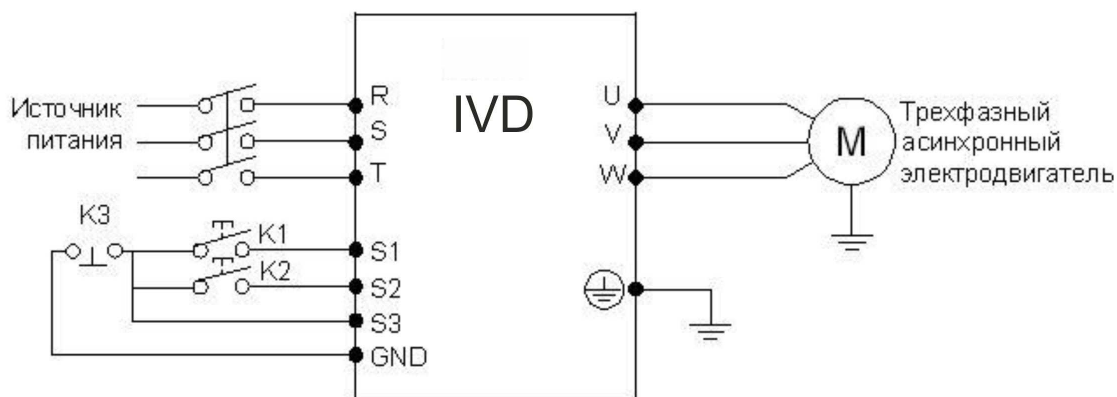 Источник
питания
R
S
T
IVD
U
V
W
M
Трехфазный
асинхронный
электродвигатель
K3
K1
K2
S1
S2
S3
GND